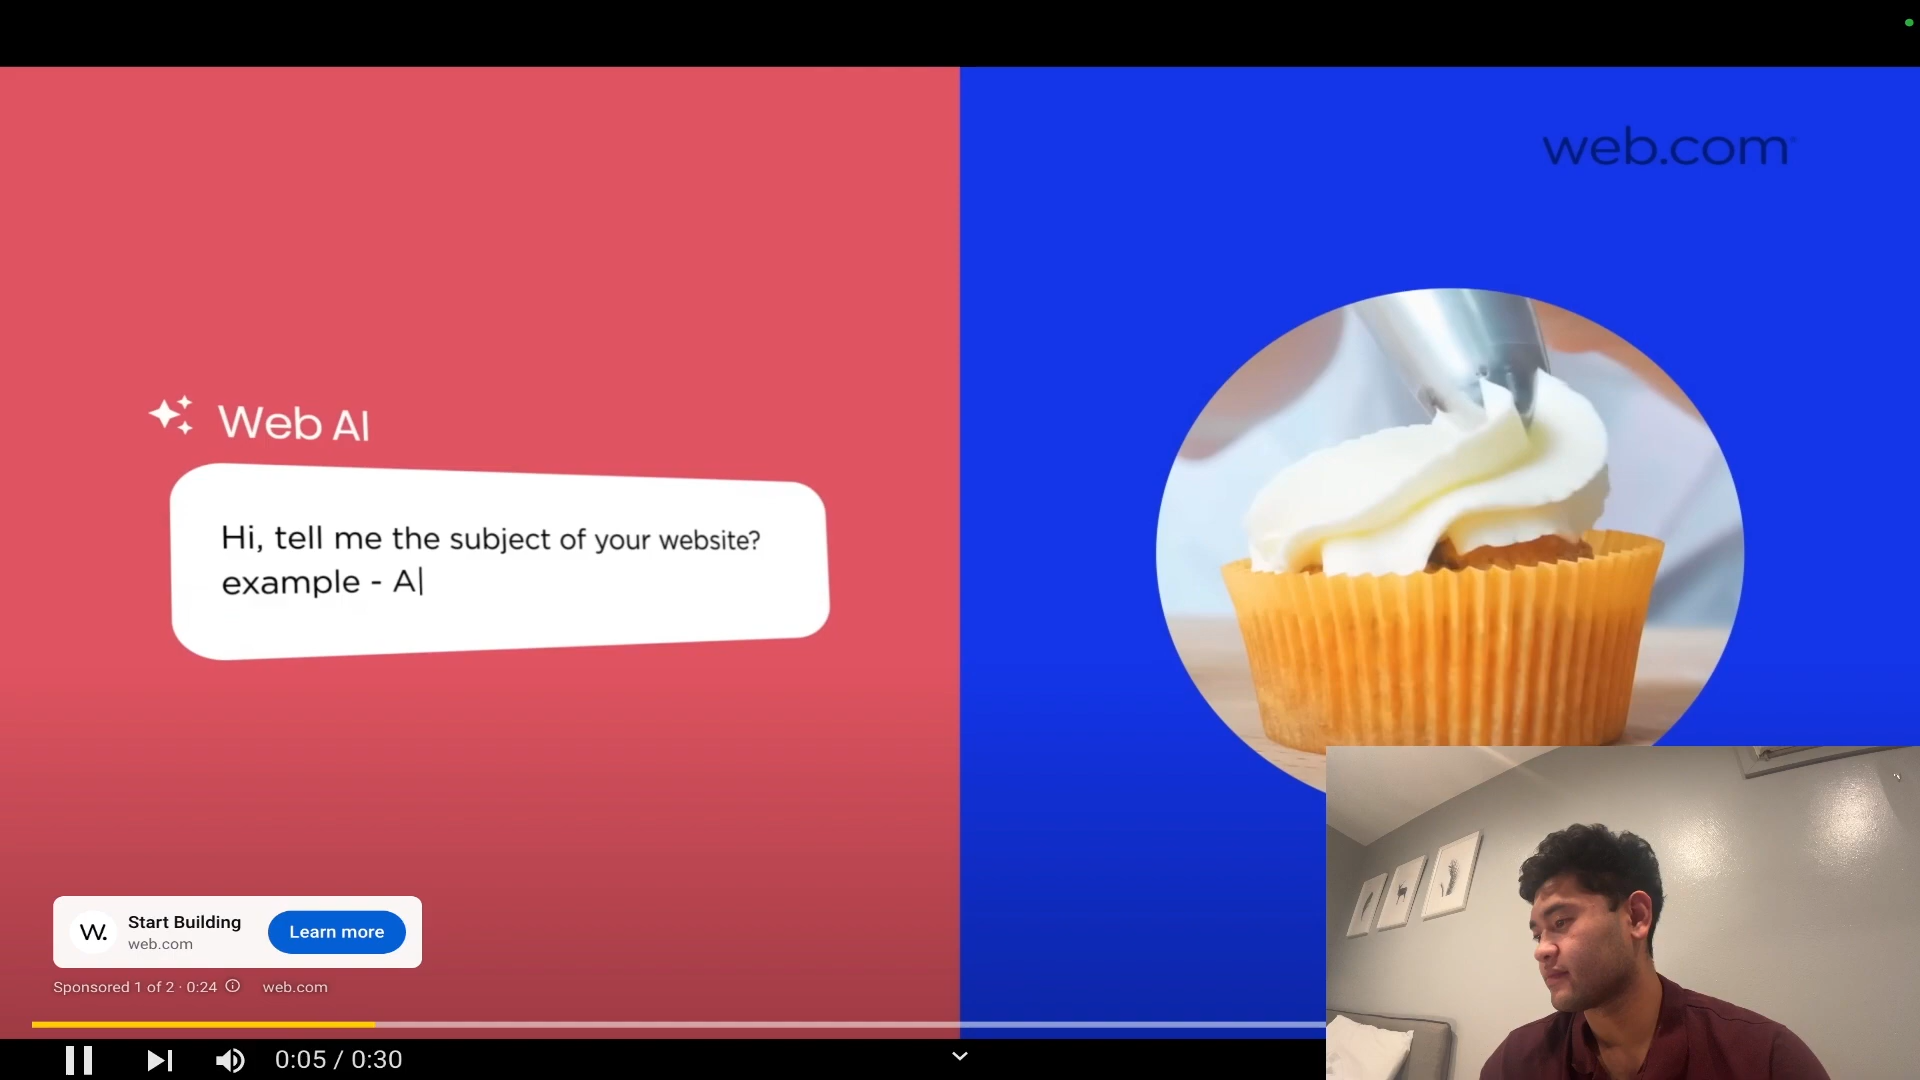 web.com
Web AI
Hi, tell me the subject of your website?
example - A
W.
Start Building
web.com
Learn more
Sponsored 1 of 2 · 0:24
web.com
0:05 / 0:30